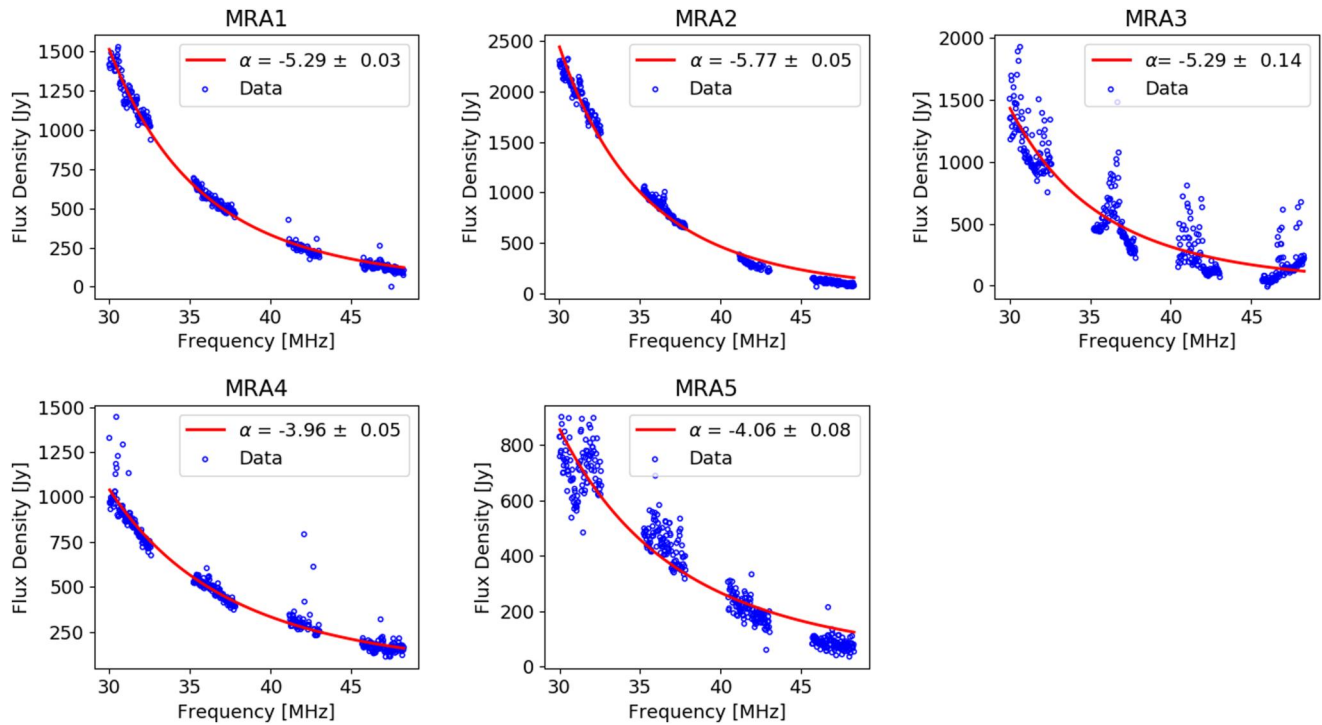 MRA1
α = -5.29 ± 0.03
Data
1500
1250
1000
750
500
250
0
Flux Density [Jy]
30 35 40 45
Frequency [MHz]
MRA2
α = -5.77 ± 0.05
Data
2500
2000
1500
1000
500
0
Flux Density [Jy]
30 35 40 45
Frequency [MHz]
MRA3
α= -5.29 ± 0.14
Data
2000
1500
1000
500
0
Flux Density [Jy]
30 35 40 45
Frequency [MHz]
MRA4
α = -3.96 ± 0.05
Data
1500
1250
1000
750
500
250
Flux Density [Jy]
30 35 40 45
Frequency [MHz]
MRA5
α = -4.06 ± 0.08
Data
800
600
400
200
0
Flux Density [Jy]
30 35 40 45
Frequency [MHz]